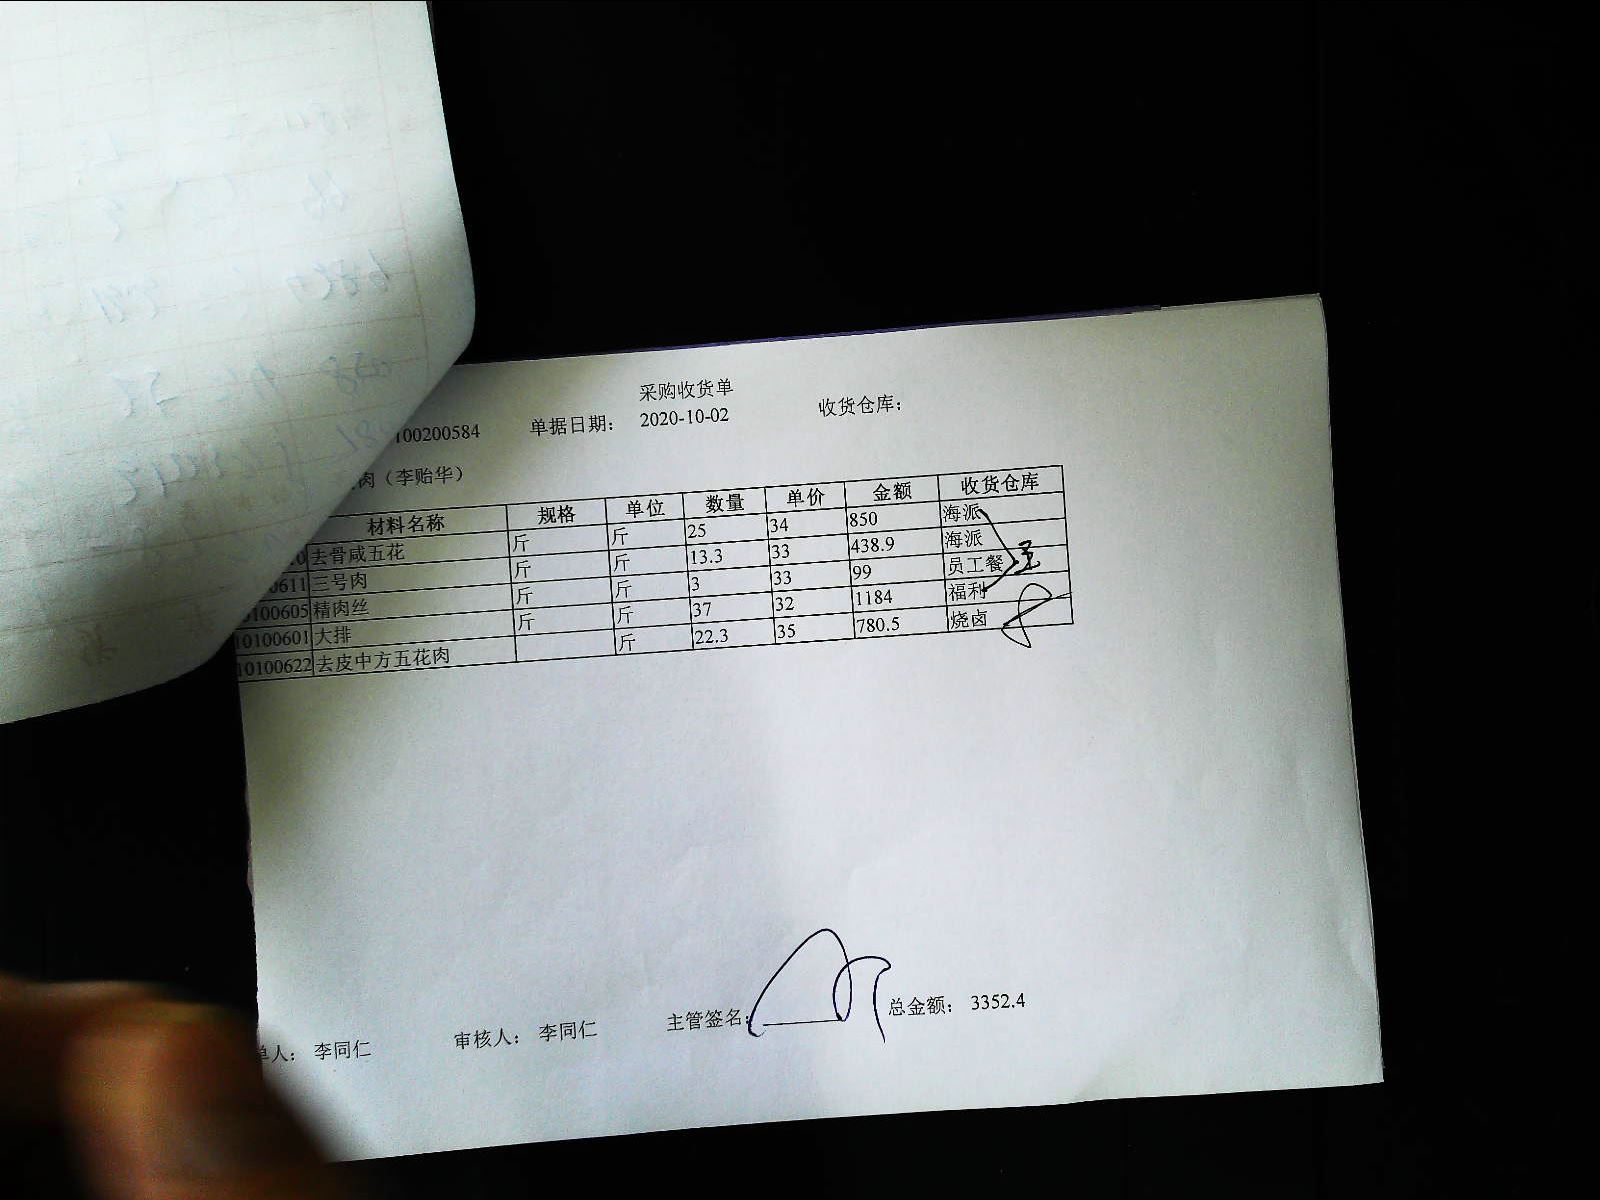 采购收货单
100200584 单据日期： 2020-10-02 收货仓库：
肉（李贻华）
材料名称 规格 单位 数量 单价 金额 收货仓库
0 去骨咸五花 斤 斤 25 34 850 海派
0611 三号肉 斤 斤 13.3 33 438.9 海派
0100605 精肉丝 斤 斤 3 33 99 员工餐
10100601 大排 斤 斤 37 32 1184 福利
10100622 去皮中方五花肉 斤 22.3 35 780.5 烧卤
单人： 李同仁 审核人： 李同仁 主管签名： 总金额： 3352.4